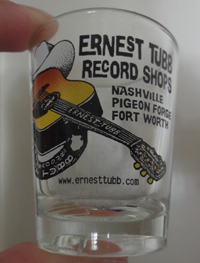 ERNEST TUBB
RECORD SHOPS
NASHVILLE
PIGEON FORGE
FORT WORTH
ERNEST TUBB
www.ernesttubb.com